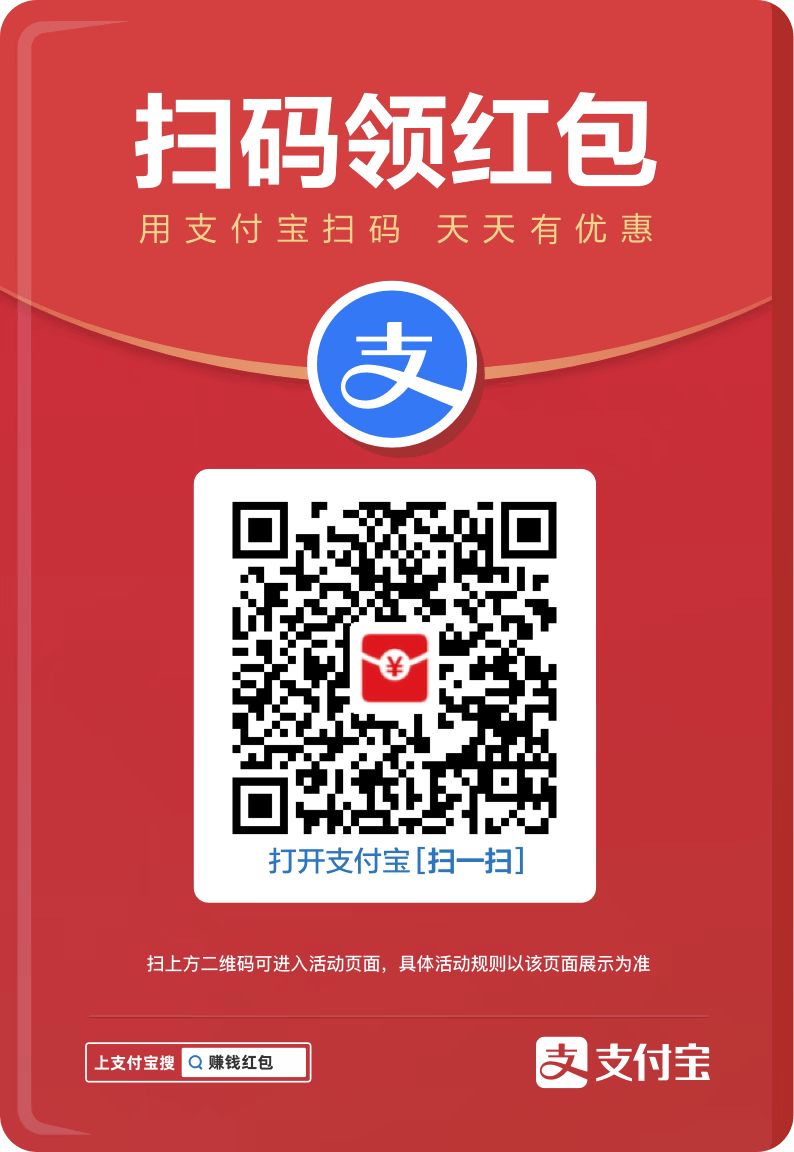 扫码领红包
用支付宝扫码 天天有优惠
支
¥
打开支付宝[扫一扫]
扫上方二维码可进入活动页面，具体活动规则以该页面展示为准
上支付宝搜 赚钱红包
支 支付宝